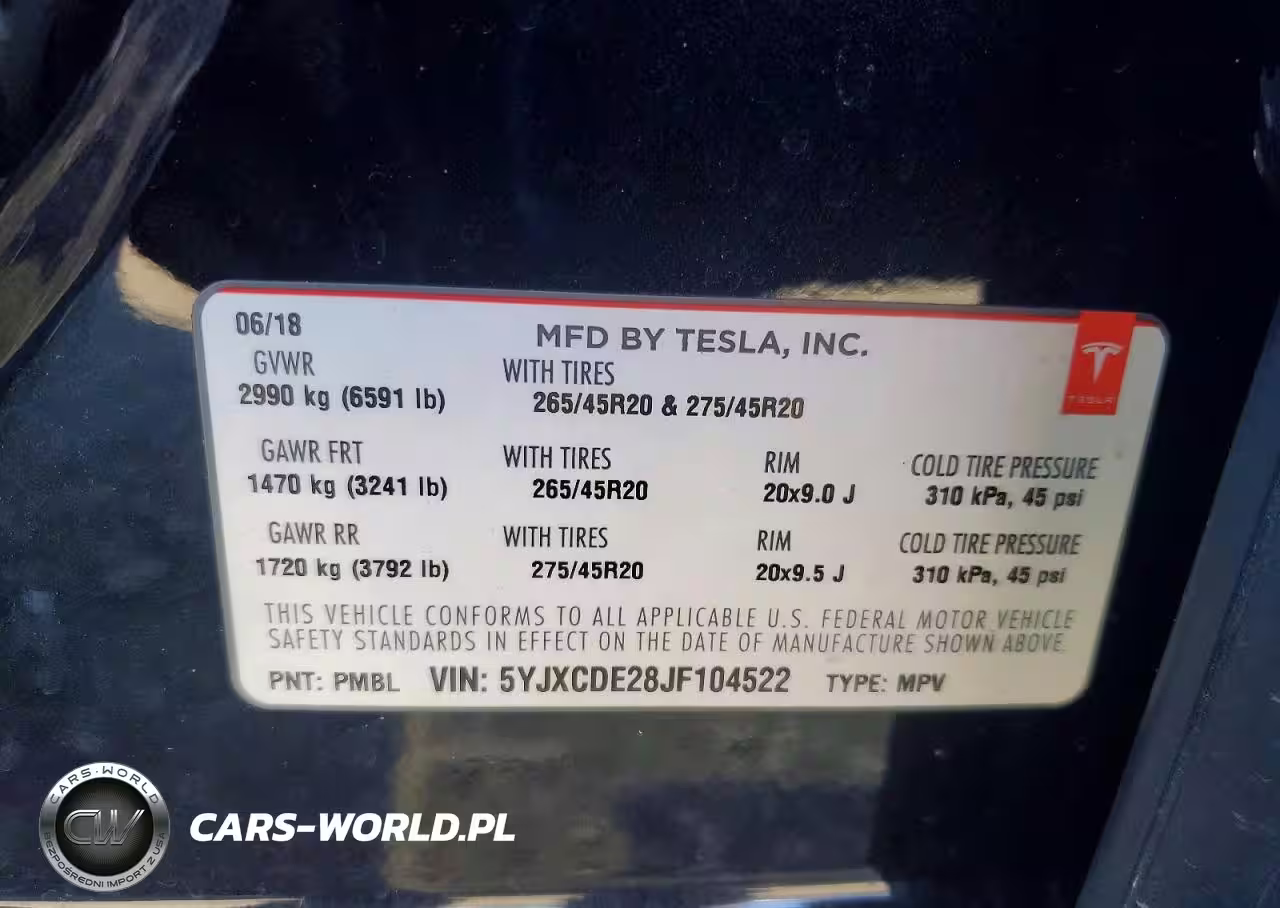 06/18
MFD BY TESLA, INC.
GVWR
WITH TIRES
2990 kg (6591 lb)
265/45R20 & 275/45R20
TESLA
GAWR FRT
WITH TIRES
RIM
COLD TIRE PRESSURE
1470 kg (3241 lb)
265/45R20
20x9.0 J
310 kPa, 45 psi
GAWR RR
WITH TIRES
RIM
COLD TIRE PRESSURE
1720 kg (3792 lb)
275/45R20
20x9.5 J
310 kPa, 45 psi
THIS VEHICLE CONFORMS TO ALL APPLICABLE U.S. FEDERAL MOTOR VEHICLE
SAFETY STANDARDS IN EFFECT ON THE DATE OF MANUFACTURE SHOWN ABOVE.
PNT: PMBL VIN: 5YJXCDE28JF104522 TYPE: MPV
CARS-WORLD
CW
BEZPOŚREDNI IMPORT Z USA
CARS-WORLD.PL